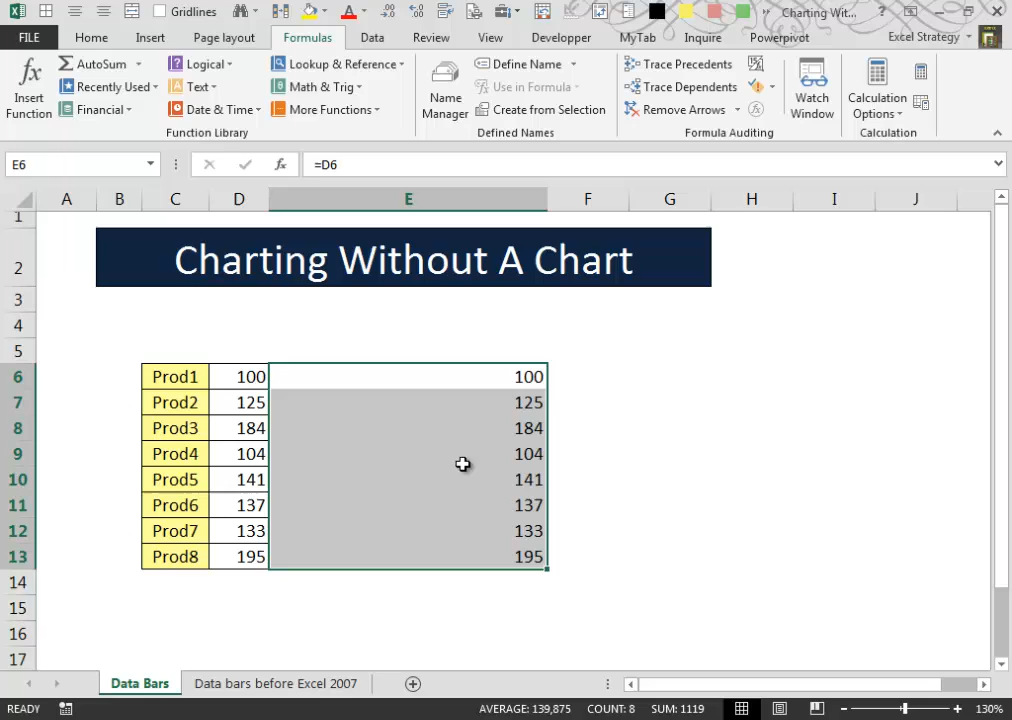 Gridlines
Charting Wit...
FILE Home Insert Page layout Formulas Data Review View Developer MyTab Inquire Powerpivot Excel Strategy
Insert Function
AutoSum
Recently Used
Financial
Logical
Text
Date & Time
Lookup & Reference
Math & Trig
More Functions
Function Library
Name Manager
Define Name
Use in Formula
Create from Selection
Defined Names
Trace Precedents
Trace Dependents
Remove Arrows
Formula Auditing
Watch Window
Calculation Options
Calculation
E6 fx =D6
A B C D E F G H I J
1
2 Charting Without A Chart
3
4
5
6 Prod1 100 100
7 Prod2 125 125
8 Prod3 184 184
9 Prod4 104 104
10 Prod5 141 141
11 Prod6 137 137
12 Prod7 133 133
13 Prod8 195 195
14
15
16
17
Data Bars Data bars before Excel 2007
READY AVERAGE: 139,875 COUNT: 8 SUM: 1119 130%